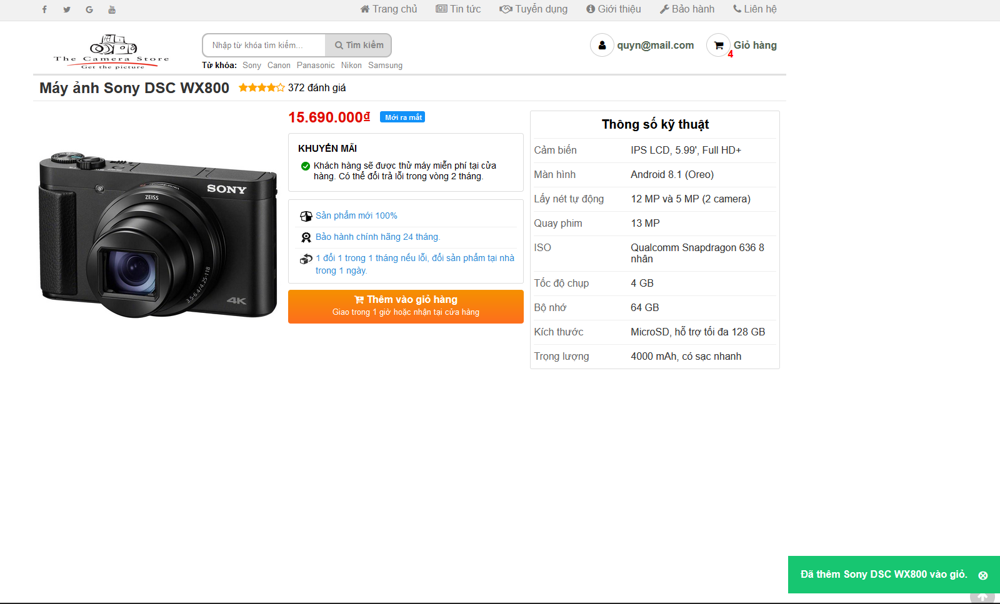 Trang chủ Tin tức Tuyển dụng Giới thiệu Bảo hành Liên hệ
The Camera Store
Get the picture
Nhập từ khóa tìm kiếm... Tìm kiếm
quyn@mail.com 4 Giỏ hàng
Từ khóa: Sony Canon Panasonic Nikon Samsung
Máy ảnh Sony DSC WX800 372 đánh giá
15.690.000₫ Mới ra mắt
KHUYẾN MÃI
Khách hàng sẽ được thử máy miễn phí tại cửa
hàng. Có thể đổi trả lỗi trong vòng 2 tháng.
Sản phẩm mới 100%
Bảo hành chính hãng 24 tháng.
1 đổi 1 trong 1 tháng nếu lỗi, đổi sản phẩm tại nhà
trong 1 ngày.
Thêm vào giỏ hàng
Giao trong 1 giờ hoặc nhận tại cửa hàng
SONY
ZEISS
3,5-6,4/4.25-118
4K
Thông số kỹ thuật
Cảm biến IPS LCD, 5.99', Full HD+
Màn hình Android 8.1 (Oreo)
Lấy nét tự động 12 MP và 5 MP (2 camera)
Quay phim 13 MP
ISO Qualcomm Snapdragon 636 8
nhân
Tốc độ chụp 4 GB
Bộ nhớ 64 GB
Kích thước MicroSD, hỗ trợ tối đa 128 GB
Trọng lượng 4000 mAh, có sạc nhanh
Đã thêm Sony DSC WX800 vào giỏ.